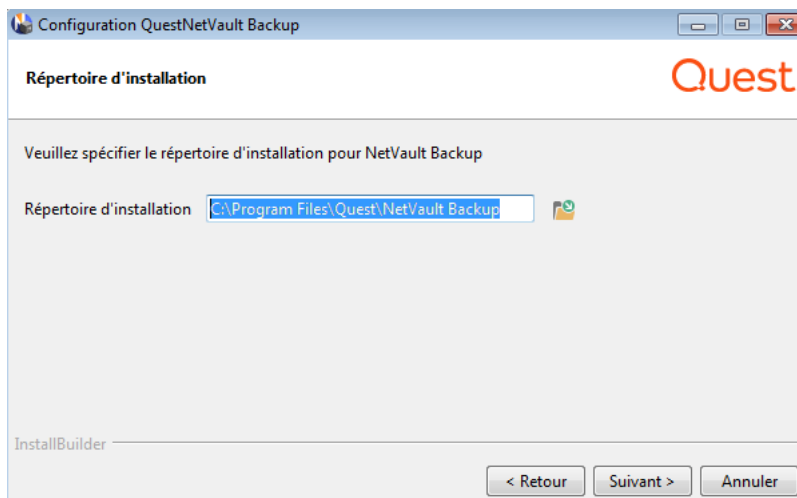 Configuration QuestNetVault Backup
Répertoire d'installation
Quest
Veuillez spécifier le répertoire d'installation pour NetVault Backup
Répertoire d'installation C:\Program Files\Quest\NetVault Backup
InstallBuilder
< Retour Suivant > Annuler